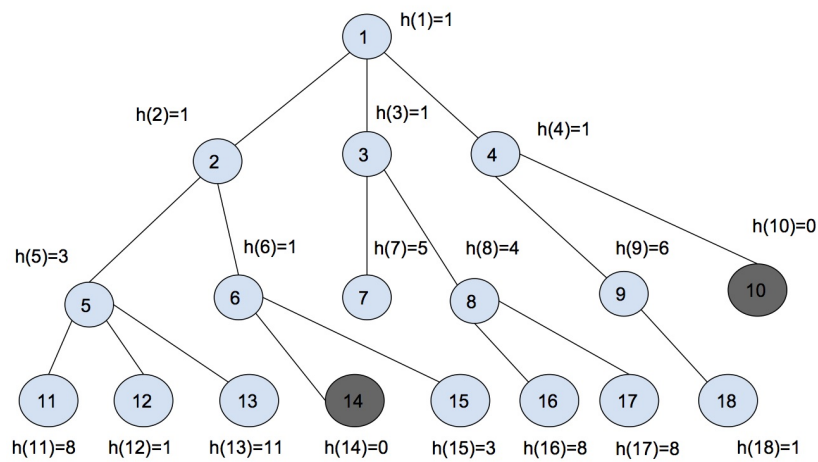 h(1)=1
1
h(2)=1
h(3)=1
h(4)=1
2
3
4
h(10)=0
h(5)=3
h(6)=1
h(7)=5
h(8)=4
h(9)=6
5
6
7
8
9
10
11
12
13
14
15
16
17
18
h(11)=8
h(12)=1
h(13)=11
h(14)=0
h(15)=3
h(16)=8
h(17)=8
h(18)=1